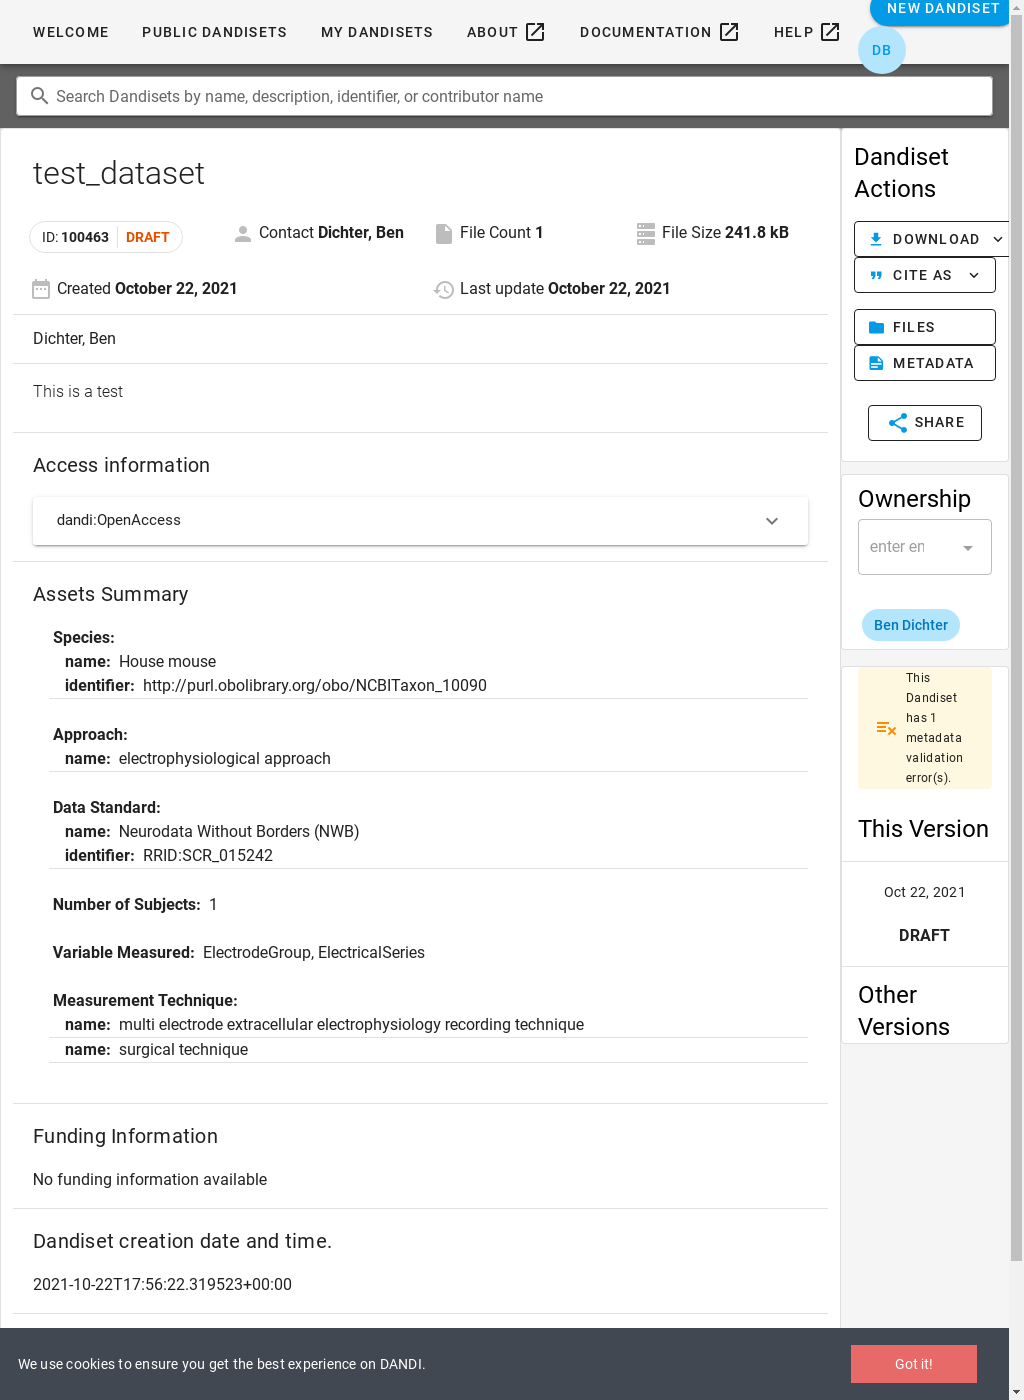 WELCOME PUBLIC DANDISETS MY DANDISETS ABOUT DOCUMENTATION HELP NEW DANDISET
DB
Search Dandisets by name, description, identifier, or contributor name
test_dataset
ID: 100463 DRAFT Contact Dichter, Ben File Count 1 File Size 241.8 kB
Created October 22, 2021 Last update October 22, 2021
Dichter, Ben
This is a test
Access information
dandi:OpenAccess
Assets Summary
Species:
name: House mouse
identifier: http://purl.obolibrary.org/obo/NCBITaxon_10090
Approach:
name: electrophysiological approach
Data Standard:
name: Neurodata Without Borders (NWB)
identifier: RRID:SCR_015242
Number of Subjects: 1
Variable Measured: ElectrodeGroup, ElectricalSeries
Measurement Technique:
name: multi electrode extracellular electrophysiology recording technique
name: surgical technique
Funding Information
No funding information available
Dandiset creation date and time.
2021-10-22T17:56:22.319523+00:00
Dandiset
Actions
DOWNLOAD
CITE AS
FILES
METADATA
SHARE
Ownership
enter en
Ben Dichter
This
Dandiset
has 1
metadata
validation
error(s).
This Version
Oct 22, 2021
DRAFT
Other
Versions
We use cookies to ensure you get the best experience on DANDI.
Got it!